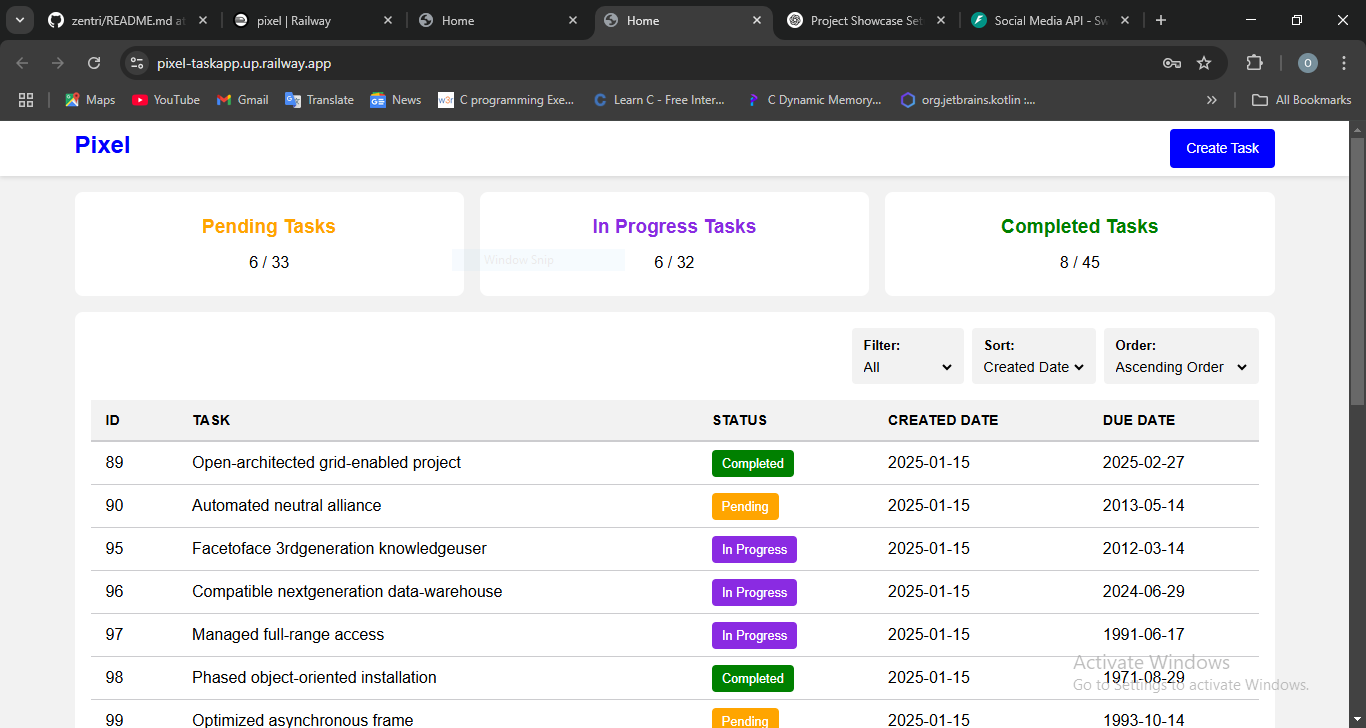 zentri/README.md at
pixel | Railway
Home
Home
Project Showcase Set
Social Media API - Sw
pixel-taskapp.up.railway.app
O
Maps
YouTube
Gmail
Translate
News
C programming Exe...
Learn C - Free Inter...
C Dynamic Memory...
org.jetbrains.kotlin :...
»
All Bookmarks
Pixel
Create Task
Pending Tasks
6 / 33
In Progress Tasks
6 / 32
Completed Tasks
8 / 45
Window Snip
Filter:
All
Sort:
Created Date
Order:
Ascending Order
ID TASK STATUS CREATED DATE DUE DATE
89 Open-architected grid-enabled project Completed 2025-01-15 2025-02-27
90 Automated neutral alliance Pending 2025-01-15 2013-05-14
95 Facetoface 3rdgeneration knowledgeuser In Progress 2025-01-15 2012-03-14
96 Compatible nextgeneration data-warehouse In Progress 2025-01-15 2024-06-29
97 Managed full-range access In Progress 2025-01-15 1991-06-17
98 Phased object-oriented installation Completed 2025-01-15 1971-08-29
99 Optimized asynchronous frame Pending 2025-01-15 1993-10-14
Activate Windows
Go to Settings to activate Windows.